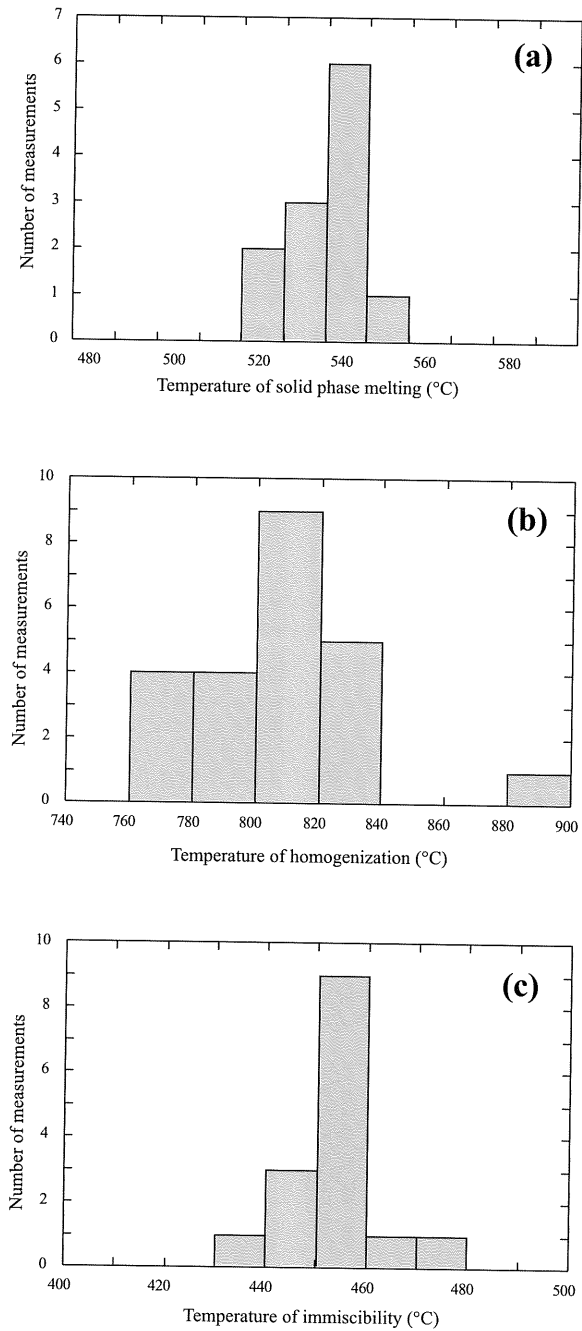 (a)
Number of measurements
7
6
5
4
3
2
1
0
480 500 520 540 560 580
Temperature of solid phase melting (°C)
(b)
Number of measurements
10
8
6
4
2
0
740 760 780 800 820 840 860 880 900
Temperature of homogenization (°C)
(c)
Number of measurements
10
8
6
4
2
0
400 420 440 460 480 500
Temperature of immiscibility (°C)